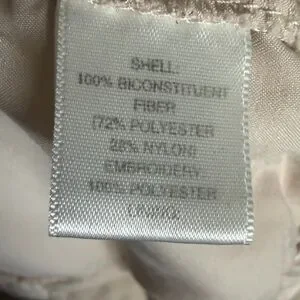 SHELL:
100% BICONSTITUENT
FIBER
(72% POLYESTER
28% NYLON)
EMBROIDERY
100% POLYESTER